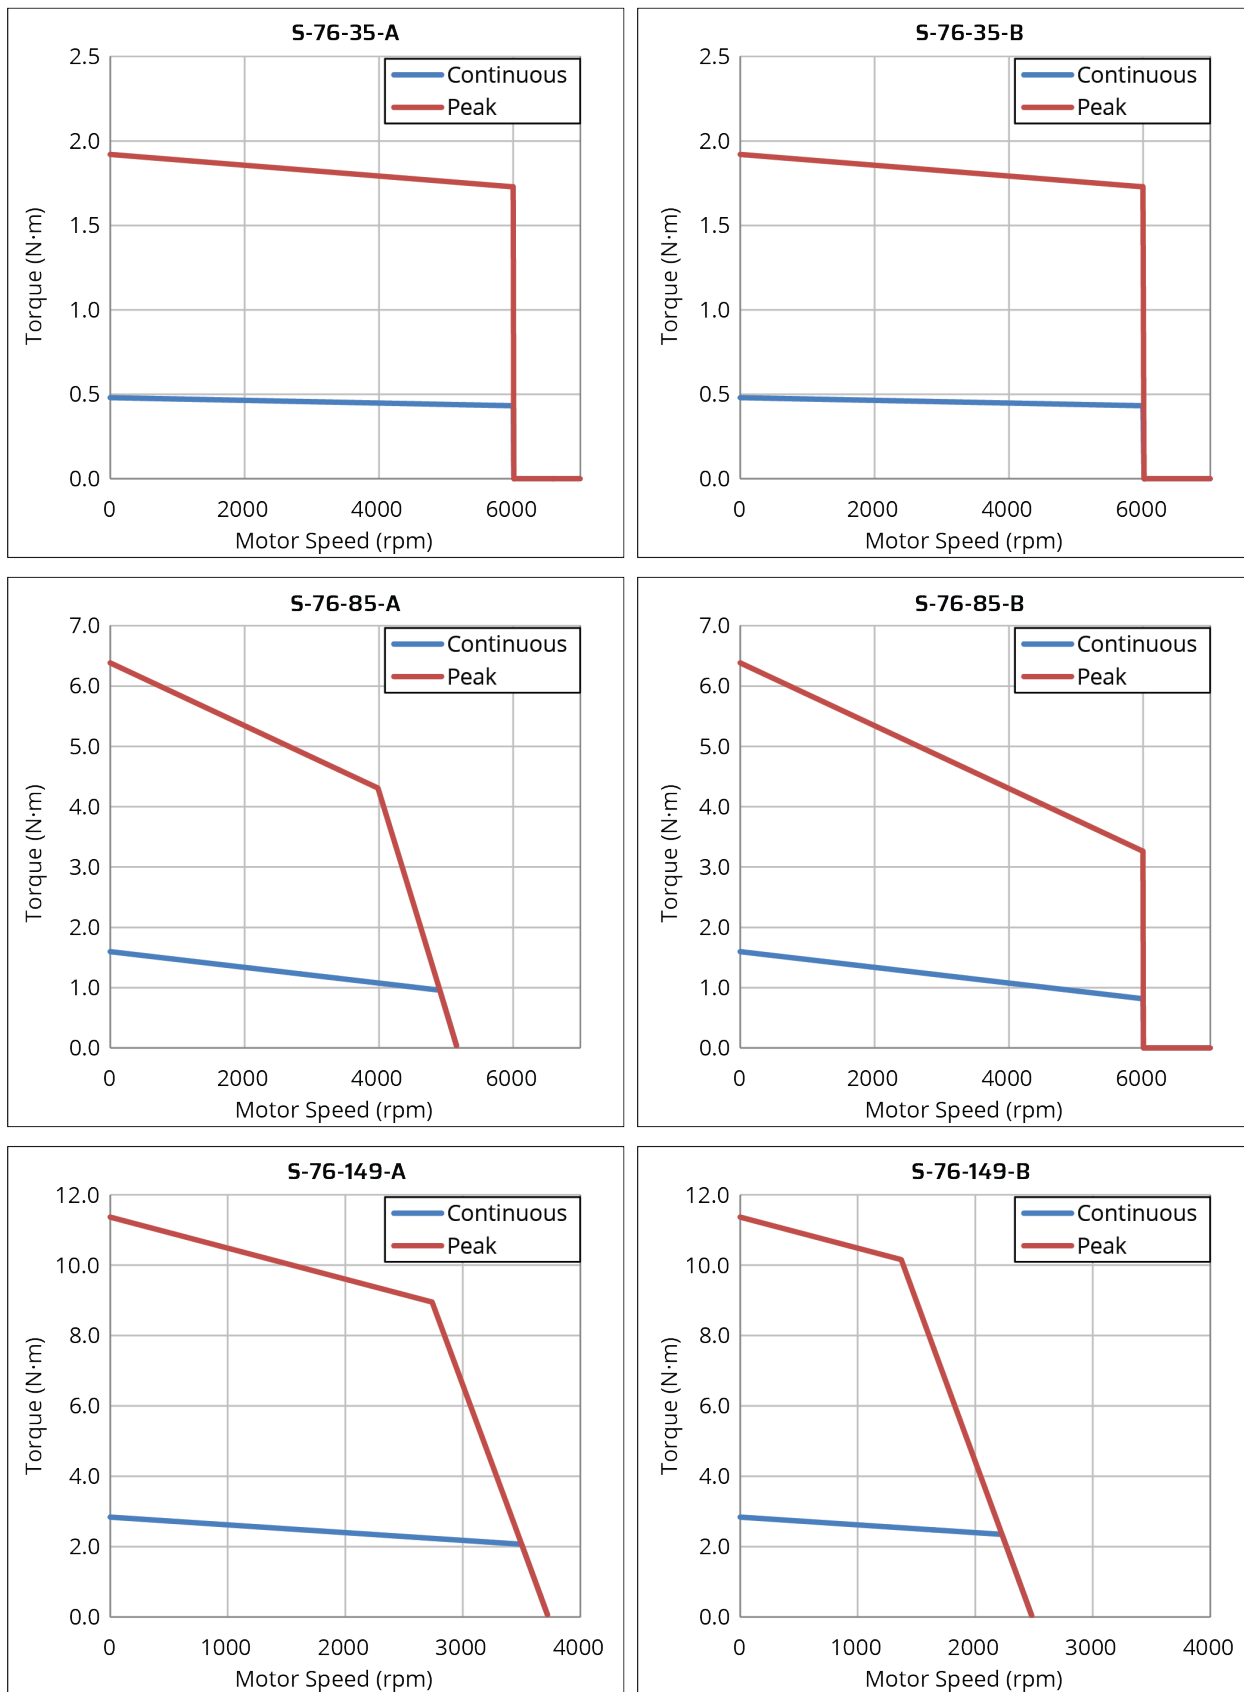 S-76-35-A
Continuous
Peak
Torque (N·m)
2.5
2.0
1.5
1.0
0.5
0.0
0 2000 4000 6000
Motor Speed (rpm)
S-76-35-B
Continuous
Peak
Torque (N·m)
2.5
2.0
1.5
1.0
0.5
0.0
0 2000 4000 6000
Motor Speed (rpm)
S-76-85-A
Continuous
Peak
Torque (N·m)
7.0
6.0
5.0
4.0
3.0
2.0
1.0
0.0
0 2000 4000 6000
Motor Speed (rpm)
S-76-85-B
Continuous
Peak
Torque (N·m)
7.0
6.0
5.0
4.0
3.0
2.0
1.0
0.0
0 2000 4000 6000
Motor Speed (rpm)
S-76-149-A
Continuous
Peak
Torque (N·m)
12.0
10.0
8.0
6.0
4.0
2.0
0.0
0 1000 2000 3000 4000
Motor Speed (rpm)
S-76-149-B
Continuous
Peak
Torque (N·m)
12.0
10.0
8.0
6.0
4.0
2.0
0.0
0 1000 2000 3000 4000
Motor Speed (rpm)